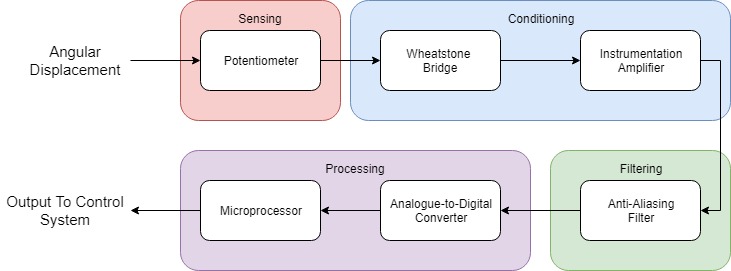 Sensing
Conditioning
Angular
Displacement
Potentiometer
Wheatstone
Bridge
Instrumentation
Amplifier
Processing
Filtering
Output To Control
System
Microprocessor
Analogue-to-Digital
Converter
Anti-Aliasing
Filter